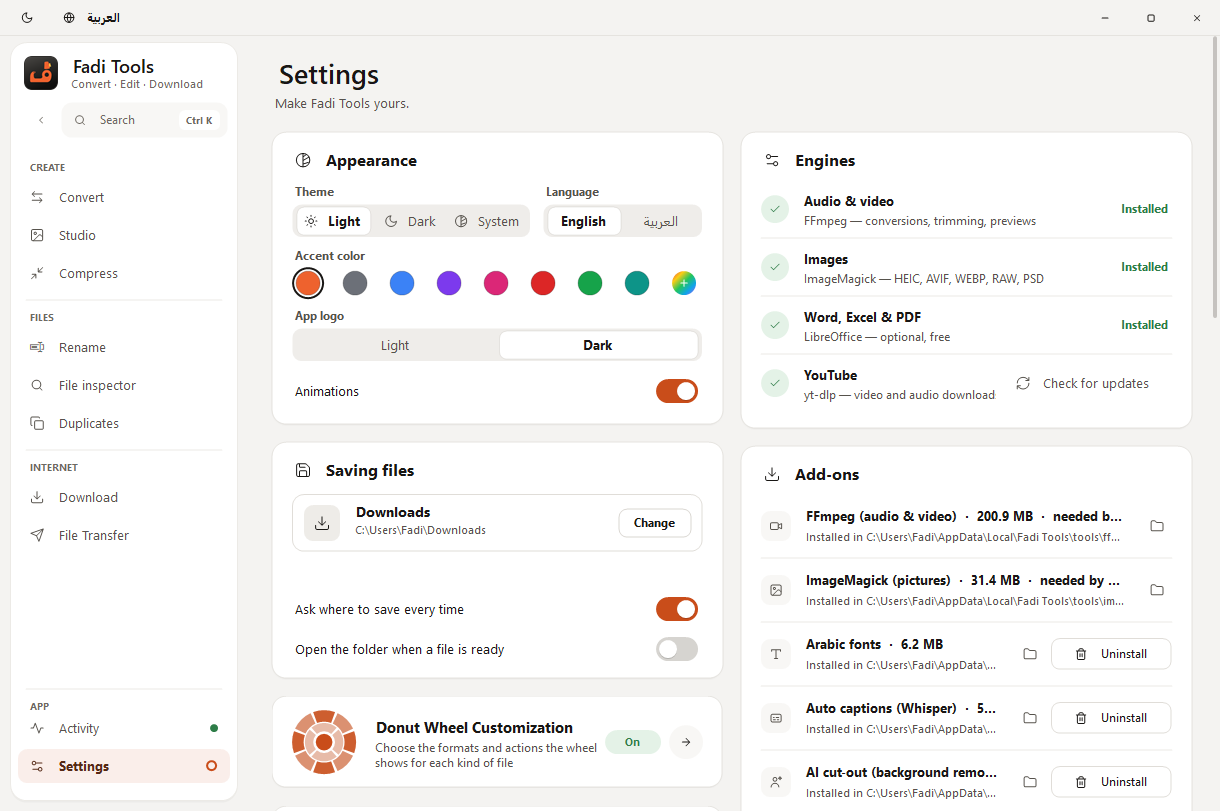 العربية
Fadi Tools
Convert · Edit · Download
Search
Ctrl K
CREATE
Convert
Studio
Compress
FILES
Rename
File inspector
Duplicates
INTERNET
Download
File Transfer
APP
Activity
Settings
Settings
Make Fadi Tools yours.
Appearance
Theme
Language
Light
Dark
System
English
العربية
Accent color
App logo
Light
Dark
Animations
Saving files
Downloads
C:\Users\Fadi\Downloads
Change
Ask where to save every time
Open the folder when a file is ready
Donut Wheel Customization
Choose the formats and actions the wheel
shows for each kind of file
On
Engines
Audio & video
FFmpeg — conversions, trimming, previews
Installed
Images
ImageMagick — HEIC, AVIF, WEBP, RAW, PSD
Installed
Word, Excel & PDF
LibreOffice — optional, free
Installed
YouTube
yt-dlp — video and audio download
Check for updates
Add-ons
FFmpeg (audio & video) · 200.9 MB · needed b...
Installed in C:\Users\Fadi\AppData\Local\Fadi Tools\tools\ff...
ImageMagick (pictures) · 31.4 MB · needed by ...
Installed in C:\Users\Fadi\AppData\Local\Fadi Tools\tools\im...
Arabic fonts · 6.2 MB
Installed in C:\Users\Fadi\AppData\...
Uninstall
Auto captions (Whisper) · 5...
Installed in C:\Users\Fadi\AppData\...
Uninstall
AI cut-out (background remo...
Installed in C:\Users\Fadi\AppData\...
Uninstall